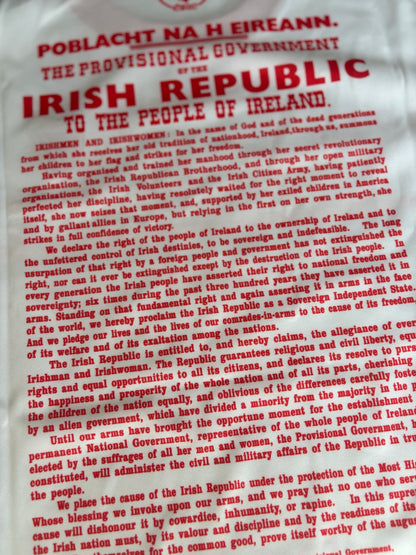 POBLACHT NA H EIREANN.
THE PROVISIONAL GOVERNMENT
OF THE
IRISH REPUBLIC
TO THE PEOPLE OF IRELAND.
IRISHMEN AND IRISHWOMEN: In the name of God and of the dead generations
from which she receives her old tradition of nationhood, Ireland, through us, summons
her children to her flag and strikes for her freedom.
Having organised and trained her manhood through her secret revolutionary
organisation, the Irish Republican Brotherhood, and through her open military
organisations, the Irish Volunteers and the Irish Citizen Army, having patiently
perfected her discipline, having resolutely waited for the right moment to reveal
itself, she now seizes that moment, and, supported by her exiled children in America
and by gallant allies in Europe, but relying in the first on her own strength, she
strikes in full confidence of victory.
We declare the right of the people of Ireland to the ownership of Ireland and to
the unfettered control of Irish destinies, to be sovereign and indefeasible. The long
usurpation of that right by a foreign people and government has not extinguished the
right, nor can it ever be extinguished except by the destruction of the Irish people. In
every generation the Irish people have asserted their right to national freedom and
sovereignty; six times during the past three hundred years they have asserted it in
arms. Standing on that fundamental right and again asserting it in arms in the face
of the world, we hereby proclaim the Irish Republic as a Sovereign Independent State,
And we pledge our lives and the lives of our comrades-in-arms to the cause of its freedom,
of its welfare and of its exaltation among the nations.
The Irish Republic is entitled to, and hereby claims, the allegiance of every
Irishman and Irishwoman. The Republic guarantees religious and civil liberty, equa
rights and equal opportunities to all its citizens, and declares its resolve to pursu
the happiness and prosperity of the whole nation and of all its parts, cherishing
the children of the nation equally, and oblivious of the differences carefully foste
by an alien government, which have divided a minority from the majority in the p
Until our arms have brought the opportune moment for the establishment
permanent National Government, representative of the whole people of Irelan
elected by the suffrages of all her men and women, the Provisional Government, h
constituted, will administer the civil and military affairs of the Republic in tr
the people.
We place the cause of the Irish Republic under the protection of the Most H
Whose blessing we invoke upon our arms, and we pray that no one who serv
cause will dishonour it by cowardice, inhumanity, or rapine. In this supr
the Irish nation must, by its valour and discipline and by the readiness of its
themselves for the common good, prove itself worthy of the augu
Government,